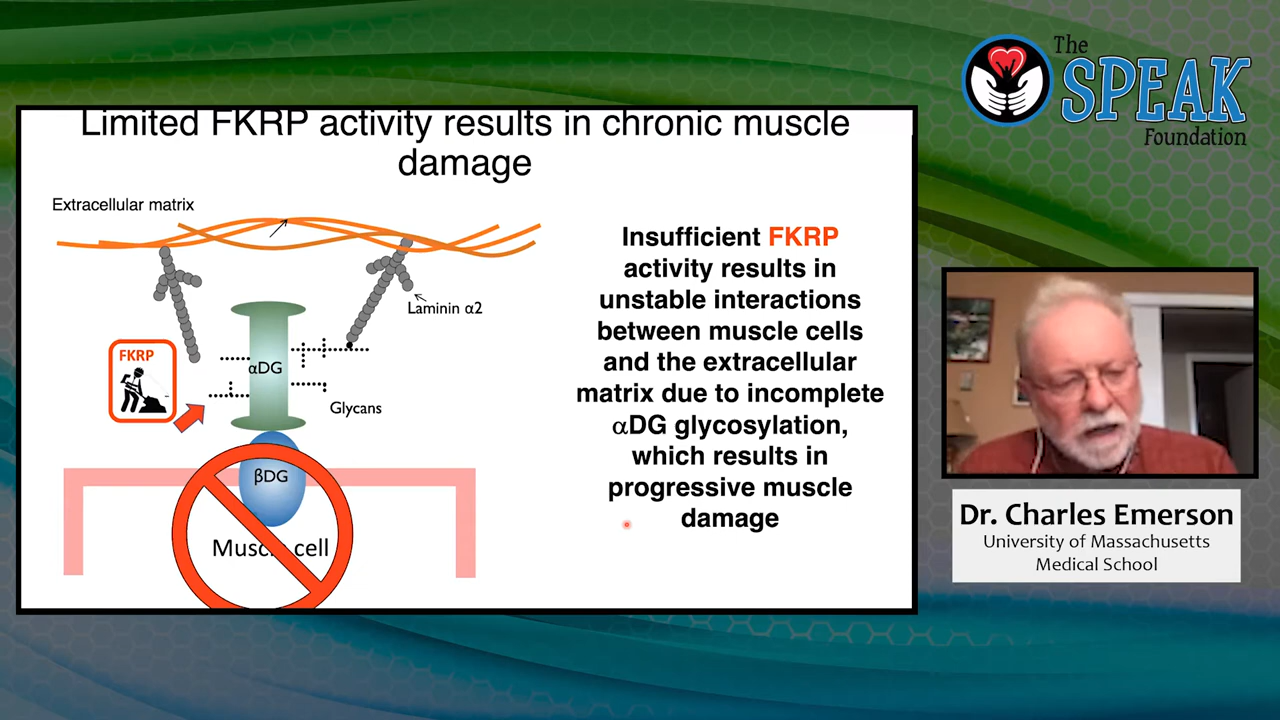 The
SPEAK
Foundation
Limited FKRP activity results in chronic muscle
damage
Extracellular matrix
Laminin α2
FKRP
αDG
Glycans
βDG
Muscle cell
Insufficient FKRP
activity results in
unstable interactions
between muscle cells
and the extracellular
matrix due to incomplete
αDG glycosylation,
which results in
progressive muscle
damage
Dr. Charles Emerson
University of Massachusetts
Medical School